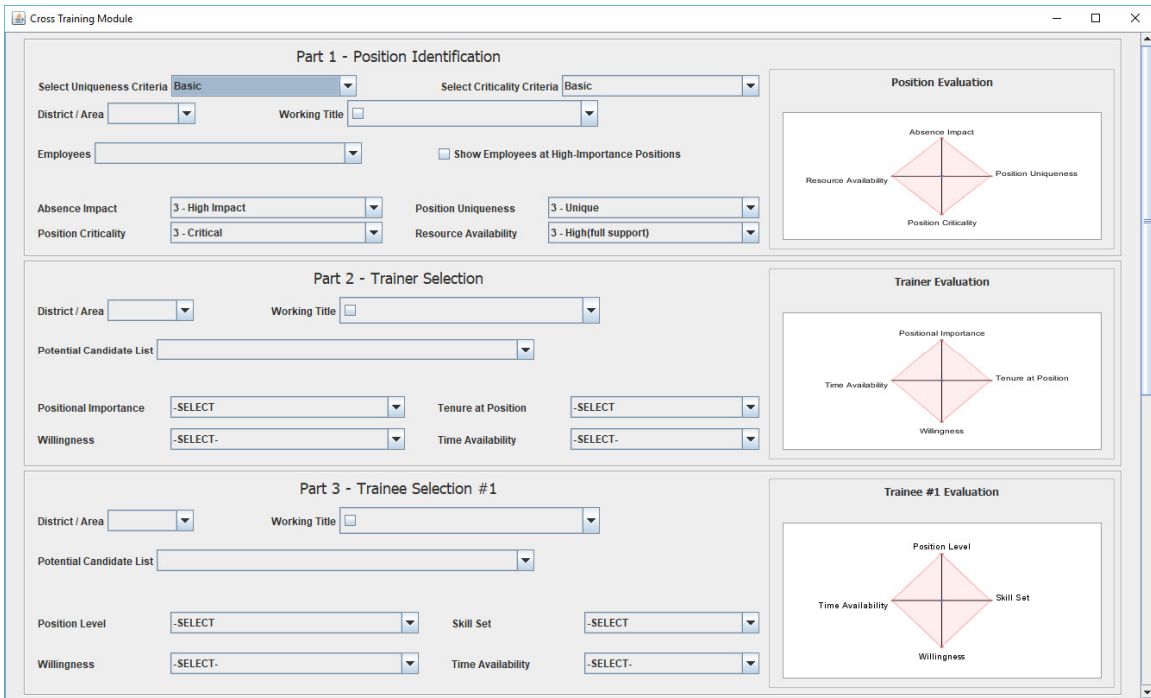 Cross Training Module
Part 1 - Position Identification
Select Uniqueness Criteria Basic Select Criticality Criteria Basic
District / Area Working Title
Employees Show Employees at High-Importance Positions
Absence Impact 3 - High Impact Position Uniqueness 3 - Unique
Position Criticality 3 - Critical Resource Availability 3 - High(full support)
Position Evaluation
Absence Impact
Resource Availability Position Uniqueness
Position Criticality
Part 2 - Trainer Selection
District / Area Working Title
Potential Candidate List
Positional Importance -SELECT Tenure at Position -SELECT
Willingness -SELECT- Time Availability -SELECT-
Trainer Evaluation
Positional Importance
Time Availability Tenure at Position
Willingness
Part 3 - Trainee Selection #1
District / Area Working Title
Potential Candidate List
Position Level -SELECT Skill Set -SELECT
Willingness -SELECT- Time Availability -SELECT-
Trainee #1 Evaluation
Position Level
Time Availability Skill Set
Willingness